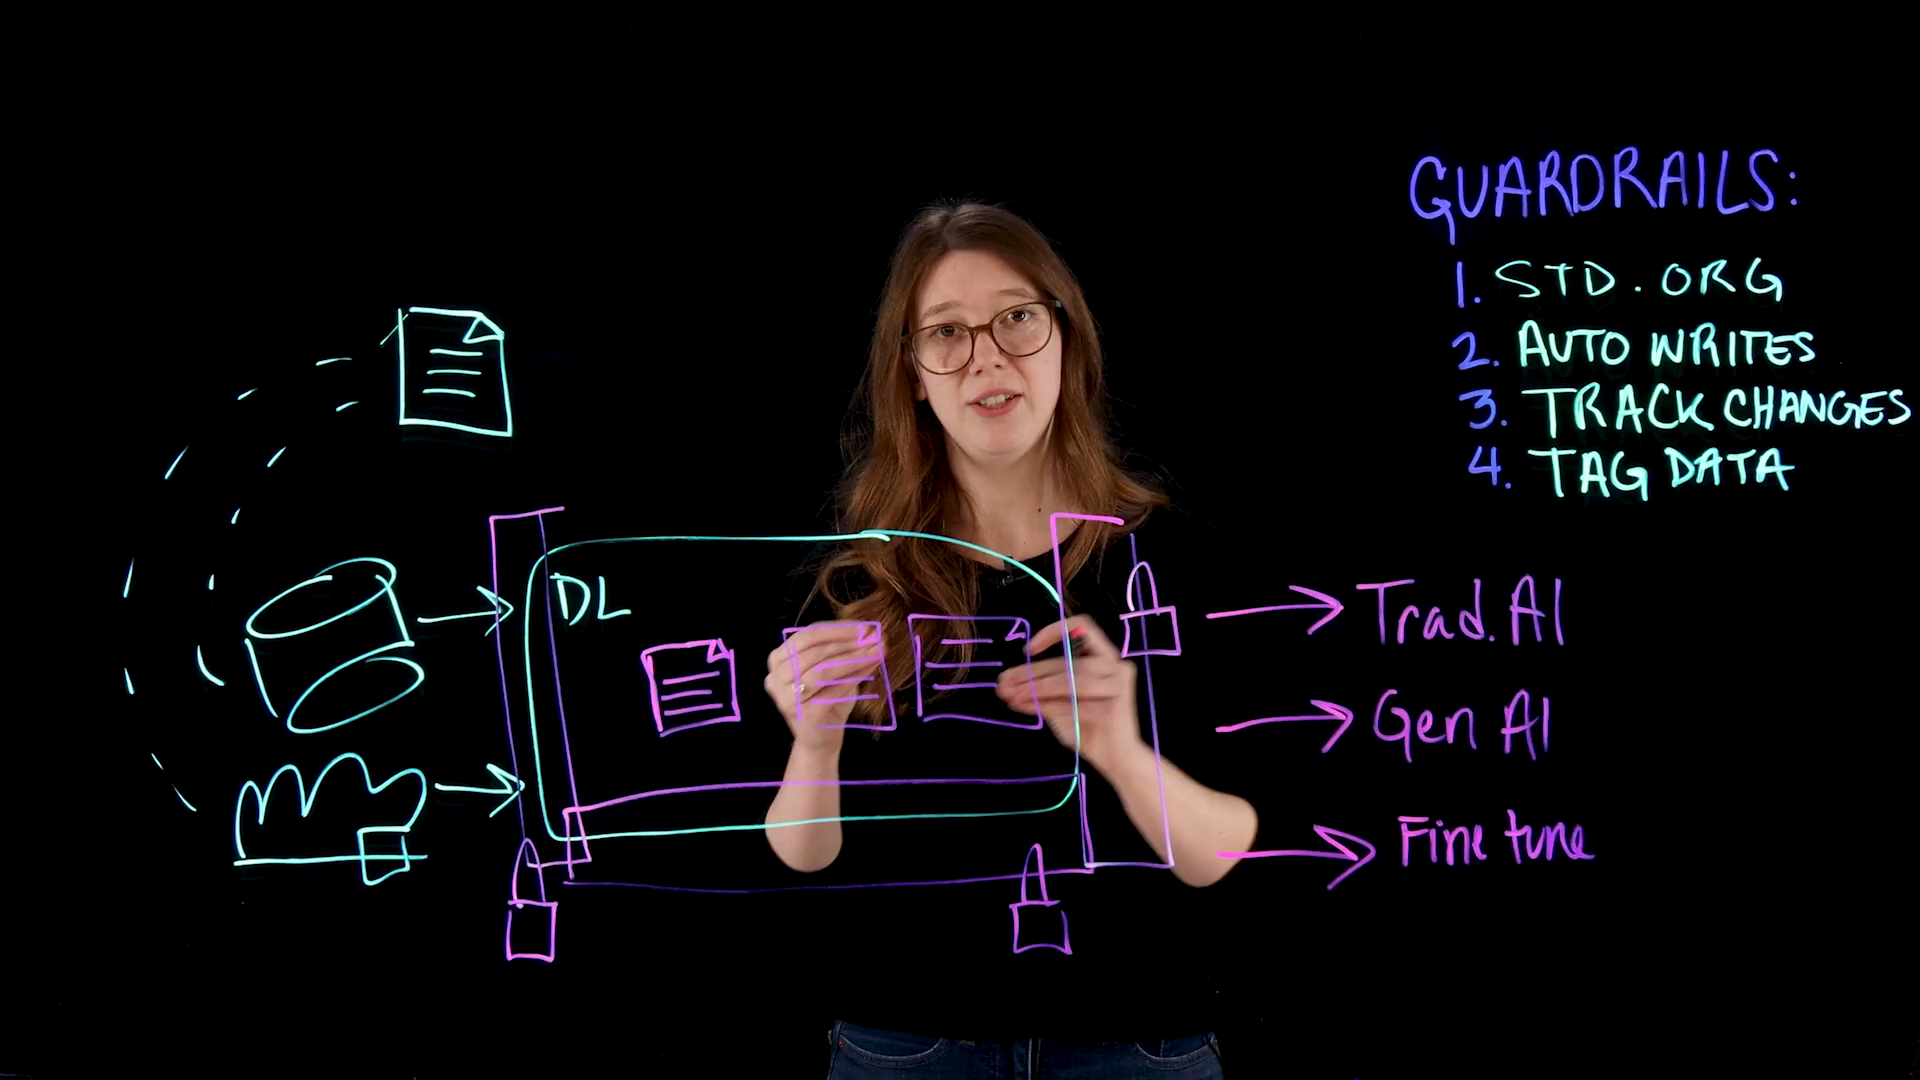 GUARDRAILS:
1. STD. ORG
2. AUTO WRITES
3. TRACK CHANGES
4. TAG DATA
DL
Trad. AI
Gen AI
Fine tune